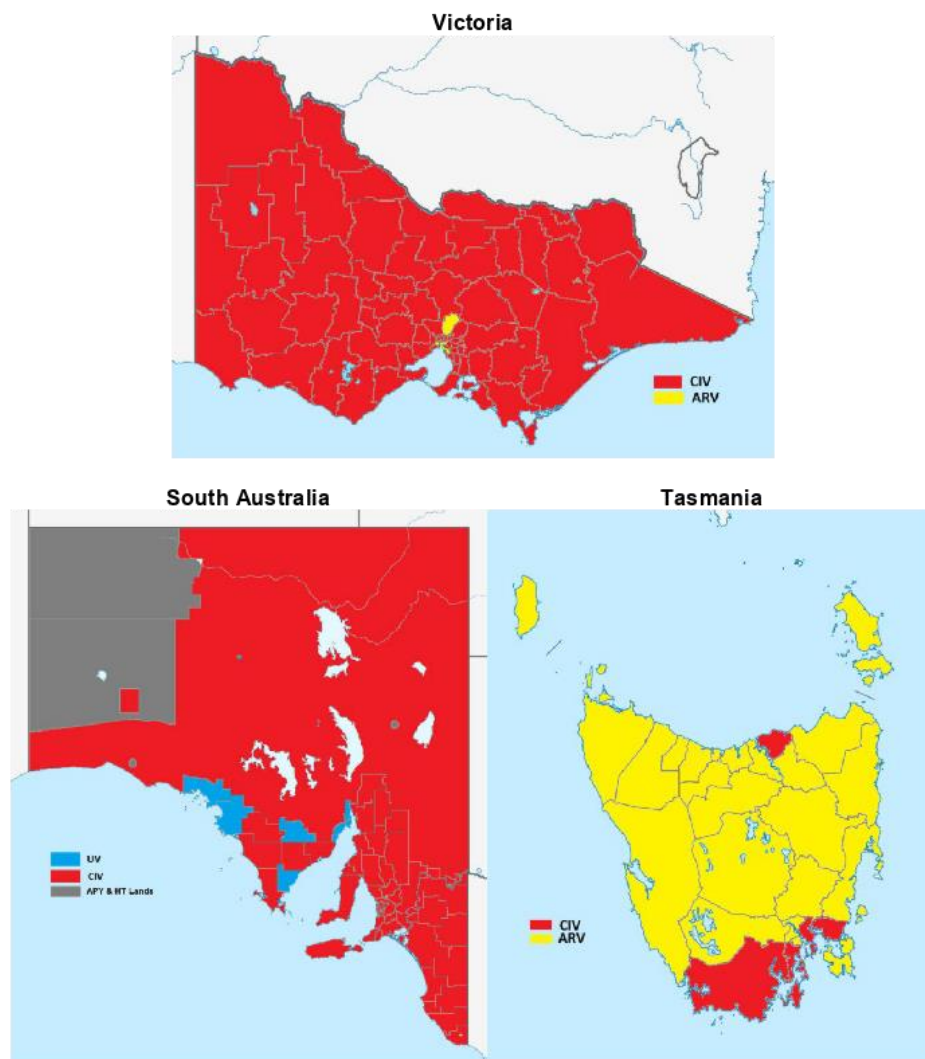 Victoria
CIV
ARV
South Australia
UV
CIV
APY & MT Lands
Tasmania
CIV
ARV